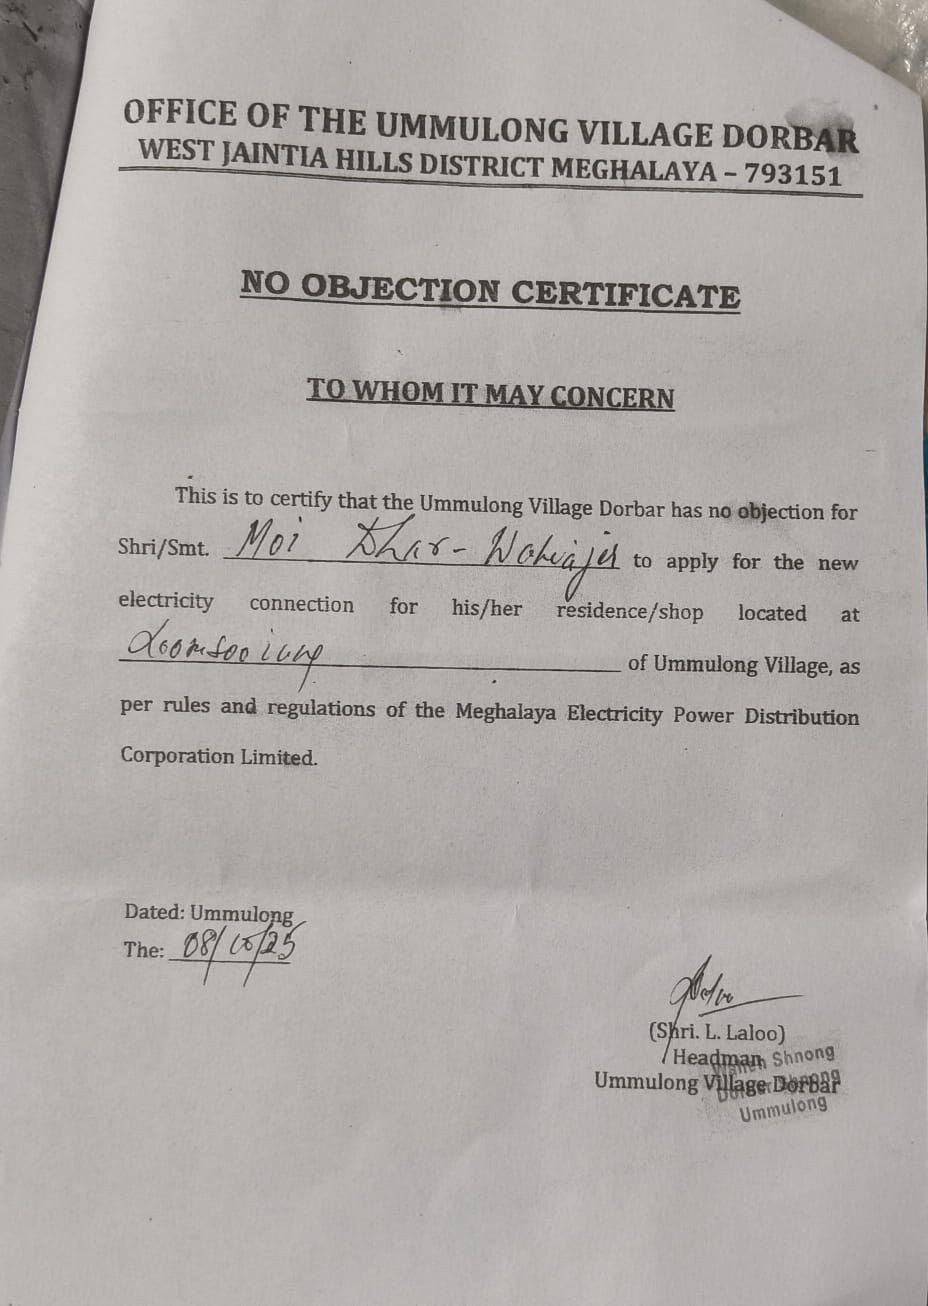 OFFICE OF THE UMMULONG VILLAGE DORBAR
WEST JAINTIA HILLS DISTRICT MEGHALAYA – 793151
NO OBJECTION CERTIFICATE
TO WHOM IT MAY CONCERN
This is to certify that the Ummulong Village Dorbar has no objection for
Shri/Smt. Moi Dhar- to apply for the new
electricity connection for his/her residence/shop located at
of Ummulong Village, as
per rules and regulations of the Meghalaya Electricity Power Distribution
Corporation Limited.
Dated: Ummulong
The: 08/10/25
(Shri. L. Laloo)
Headman
Shnong
Ummulong Village Dorbar
Ummulong